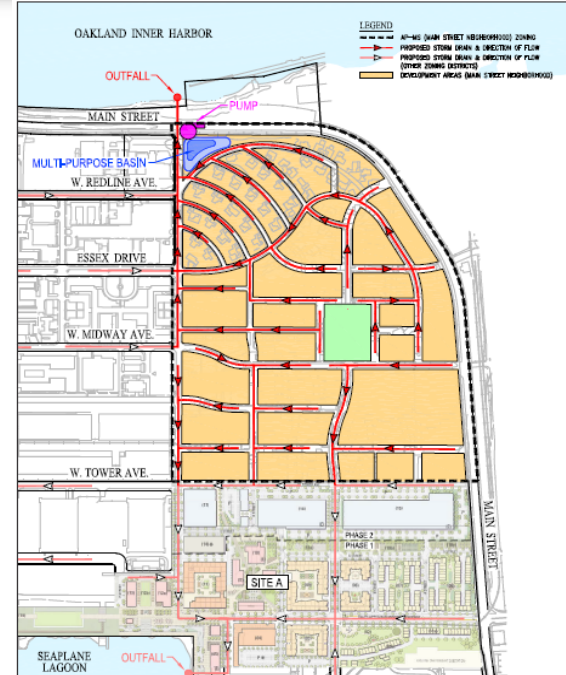 OAKLAND INNER HARBOR
LEGEND
AP-MS (MAIN STREET NEIGHBORHOOD) ZONING
PROPOSED STORM DRAIN & DIRECTION OF FLOW
PROPOSED STORM DRAIN & DIRECTION OF FLOW
(OTHER ZONING DISTRICTS)
DEVELOPMENT AREAS (MAIN STREET NEIGHBORHOOD)
OUTFALL
PUMP
MAIN STREET
MULTI-PURPOSE BASIN
W. REDLINE AVE.
ESSEX DRIVE
W. MIDWAY AVE.
W. TOWER AVE.
MAIN STREET
PHASE 2
PHASE 1
SITE A
SEAPLANE
LAGOON
OUTFALL